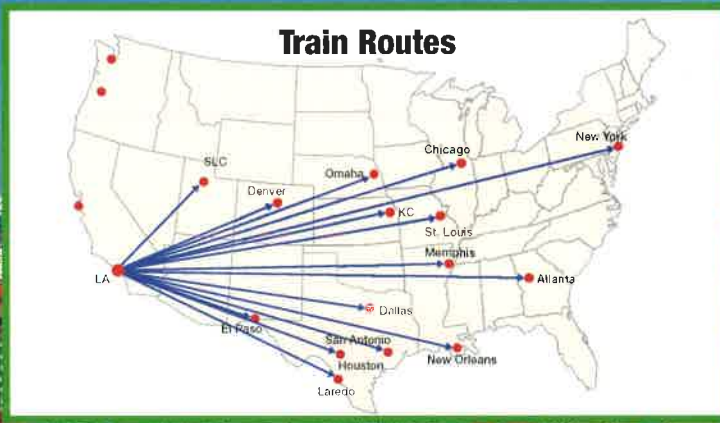 Train Routes
New York
Chicago
SLC
Omaha
Denver
KC
St. Louis
Memphis
LA
Atlanta
Dallas
El Paso
San Antonio
New Orleans
Houston
Laredo